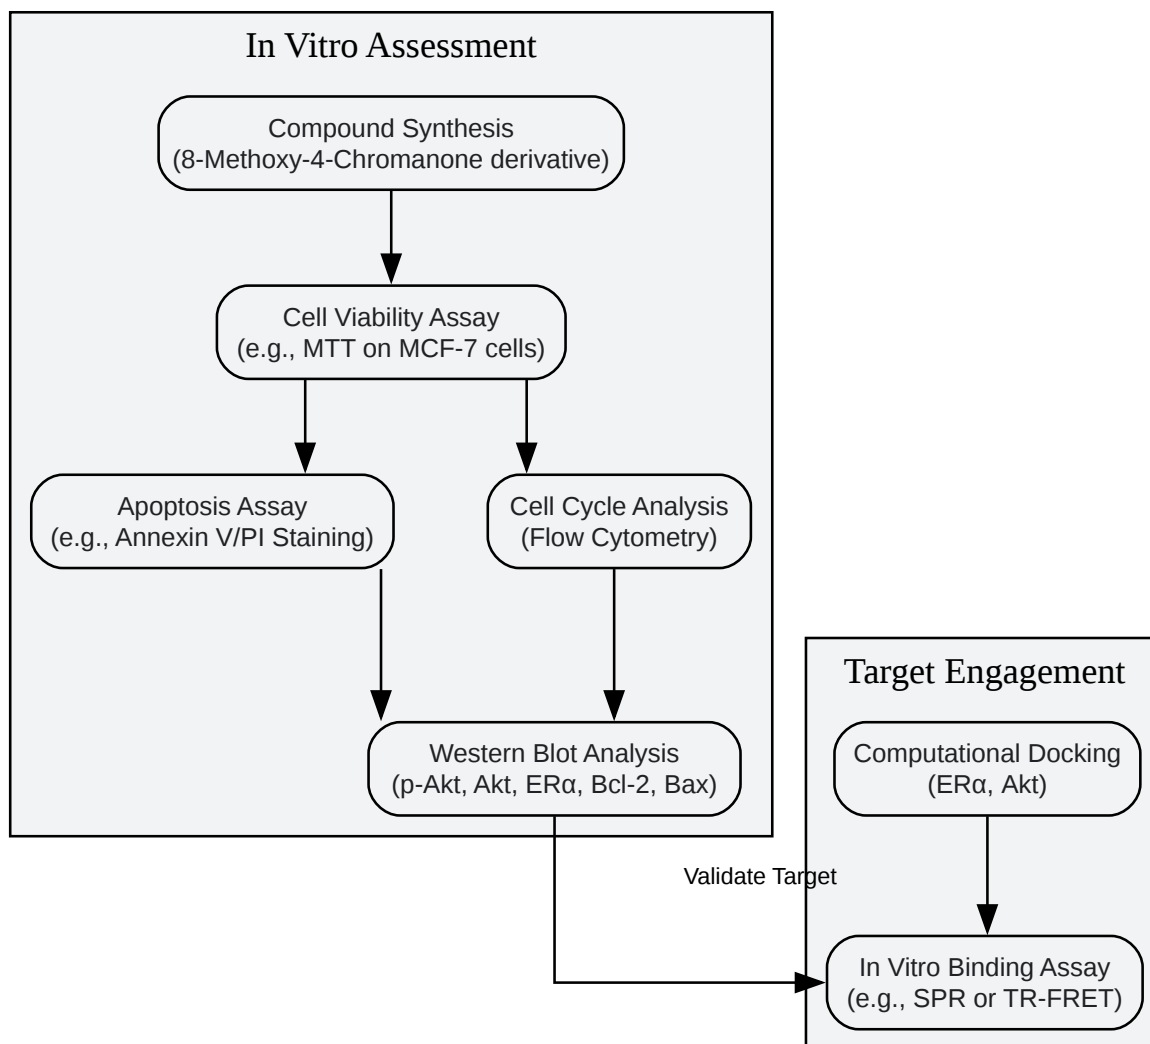 In Vitro Assessment
Compound Synthesis
(8-Methoxy-4-Chromanone derivative)
Cell Viability Assay
(e.g., MTT on MCF-7 cells)
Apoptosis Assay
(e.g., Annexin V/PI Staining)
Cell Cycle Analysis
(Flow Cytometry)
Western Blot Analysis
(p-Akt, Akt, ERα, Bcl-2, Bax)
Target Engagement
Computational Docking
(ERα, Akt)
Validate Target
In Vitro Binding Assay
(e.g., SPR or TR-FRET)